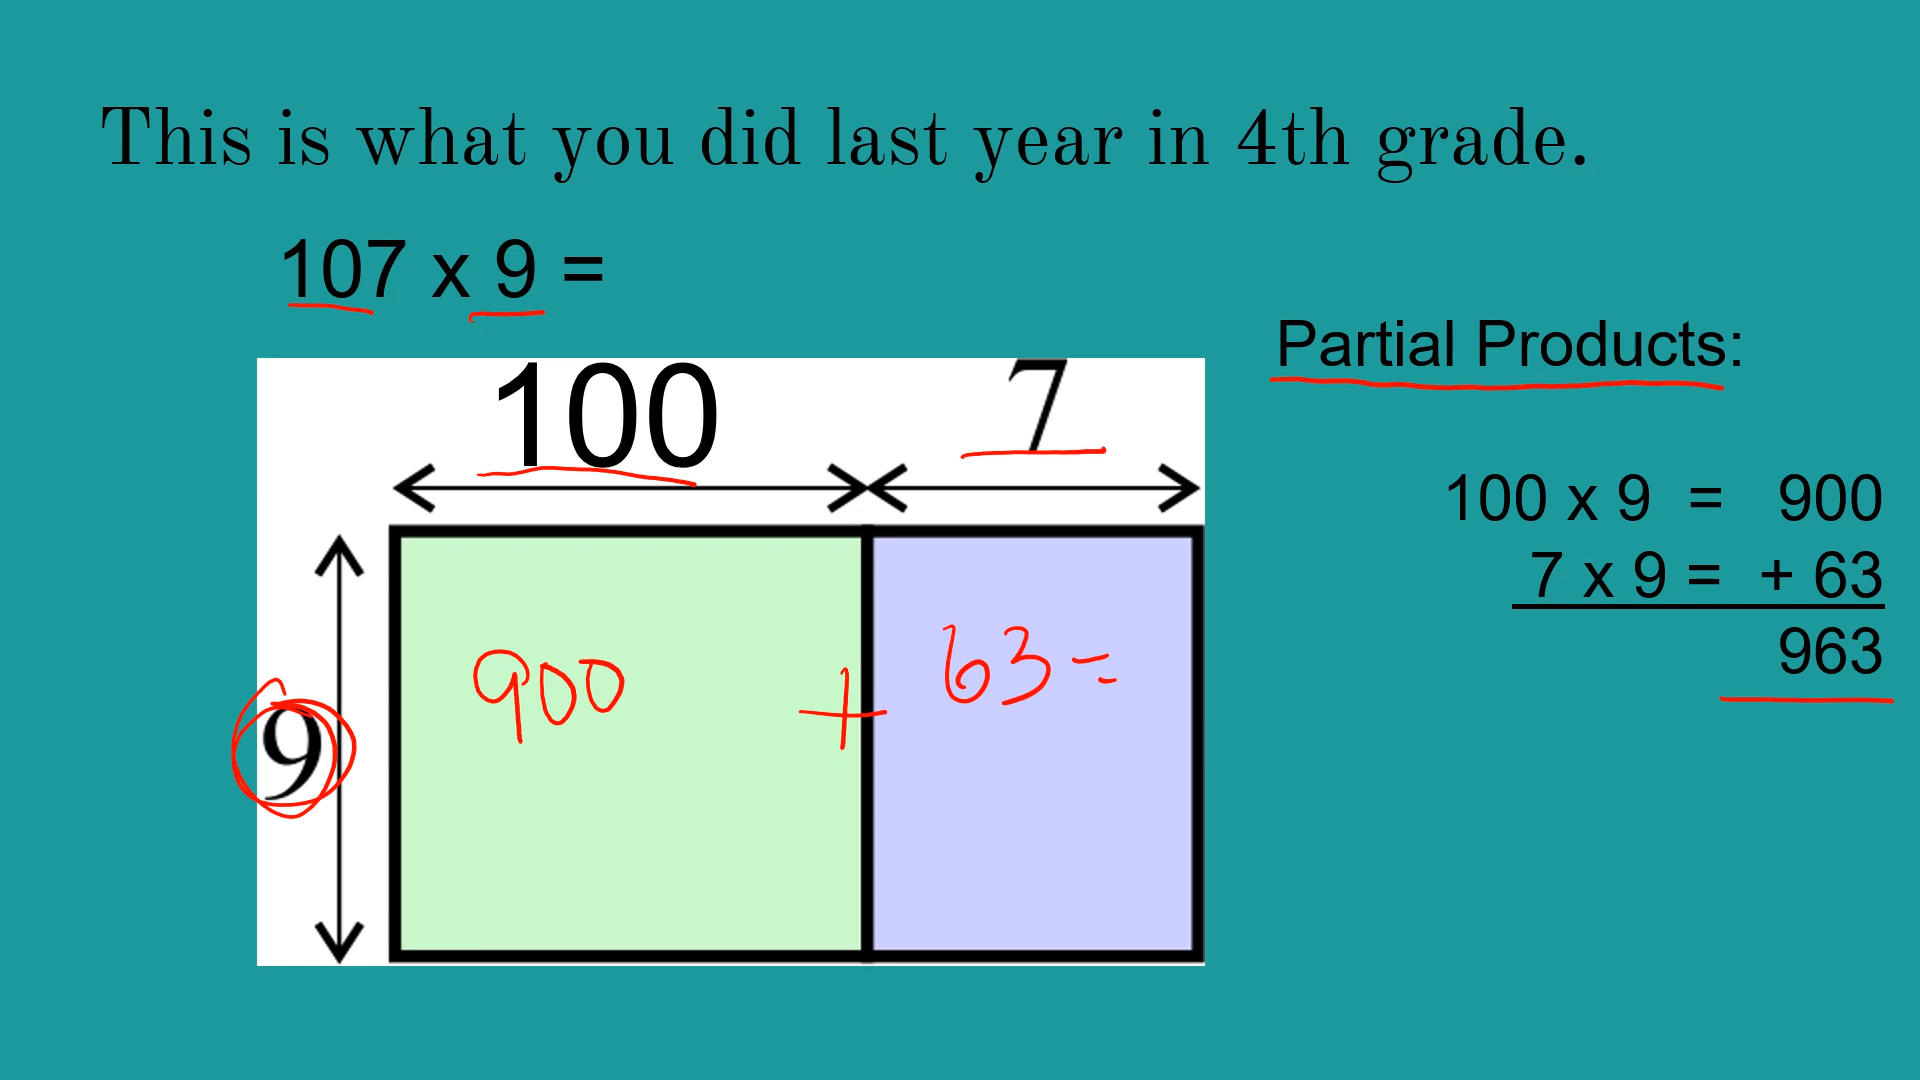 This is what you did last year in 4th grade.
107 x 9 =
Partial Products:
100 7
100 x 9 = 900
7 x 9 = + 63
963
900 + 63 =
9